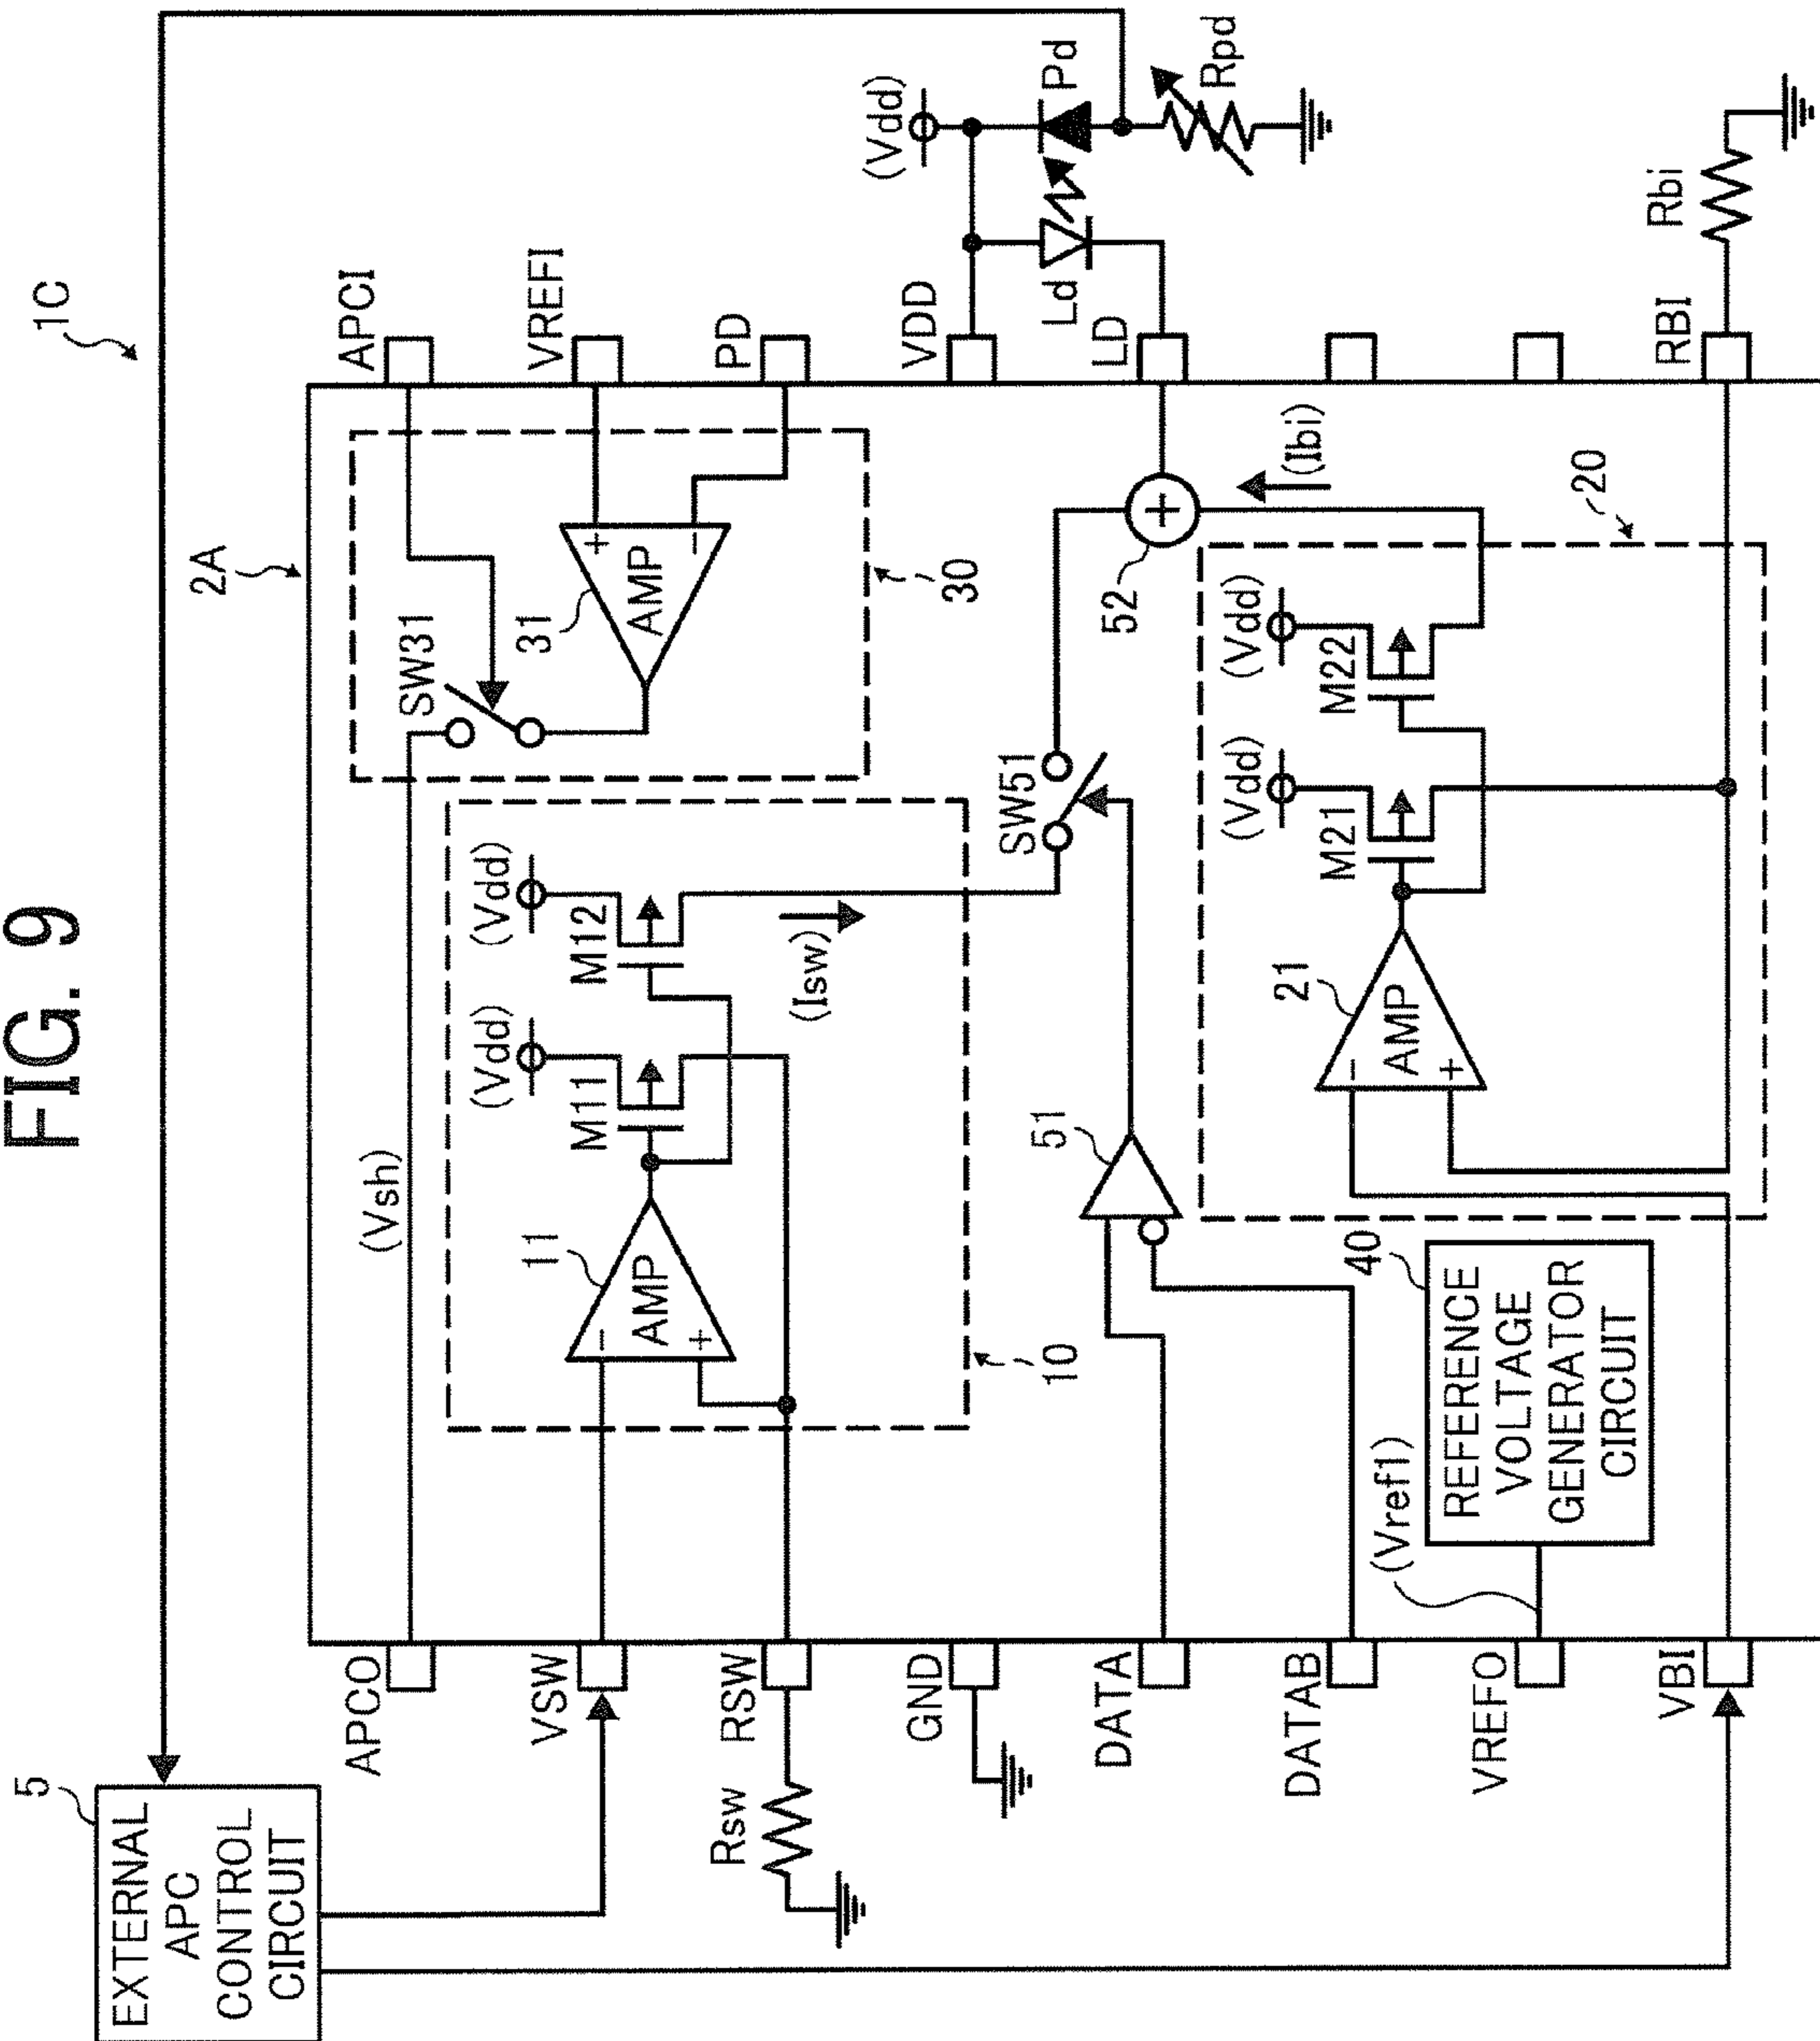 FIG. 9
1C
5
EXTERNAL
APC
CONTROL
CIRCUIT
2A
APCO
VSW
RSW
GND
DATA
DATAB
VREFO
VBI
Rsw
APCI
VREFI
PD
VDD
LD
RBI
(Vsh)
SW31
31
AMP
+
−
30
11
AMP
−
+
(Vdd)
M11
(Vdd)
M12
(Isw)
10
51
SW51
52
+
(Ibi)
20
21
AMP
−
+
(Vdd)
M21
(Vdd)
M22
40
REFERENCE
VOLTAGE
GENERATOR
CIRCUIT
(Vref1)
(Vdd)
Ld
Pd
Rpd
Rbi